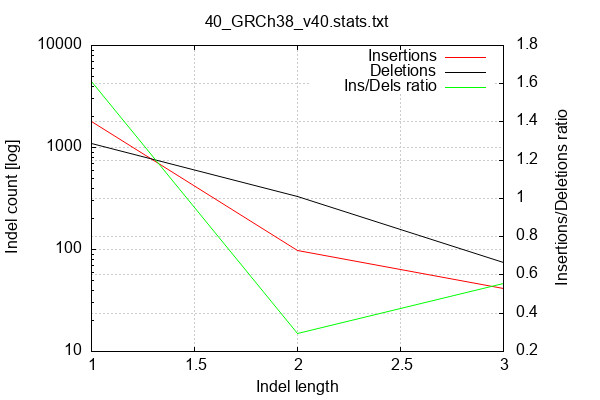 40_GRCh38_v40.stats.txt
Insertions
Deletions
Ins/Dels ratio
10000
1000
100
10
Indel count [log]
1.8
1.6
1.4
1.2
1
0.8
0.6
0.4
0.2
Insertions/Deletions ratio
1 1.5 2 2.5 3
Indel length